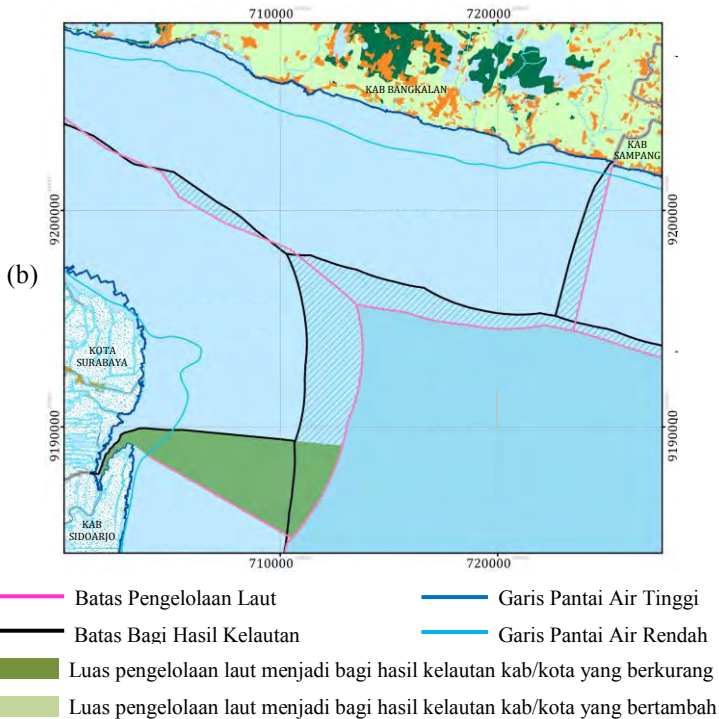 710000 720000
KAB BANGKALAN
KAB
SAMPANG
9200000 9200000
(b)
KOTA
SURABAYA
9190000 9190000
KAB
SIDOARJO
710000 720000
Batas Pengelolaan Laut Garis Pantai Air Tinggi
Batas Bagi Hasil Kelautan Garis Pantai Air Rendah
Luas pengelolaan laut menjadi bagi hasil kelautan kab/kota yang berkurang
Luas pengelolaan laut menjadi bagi hasil kelautan kab/kota yang bertambah